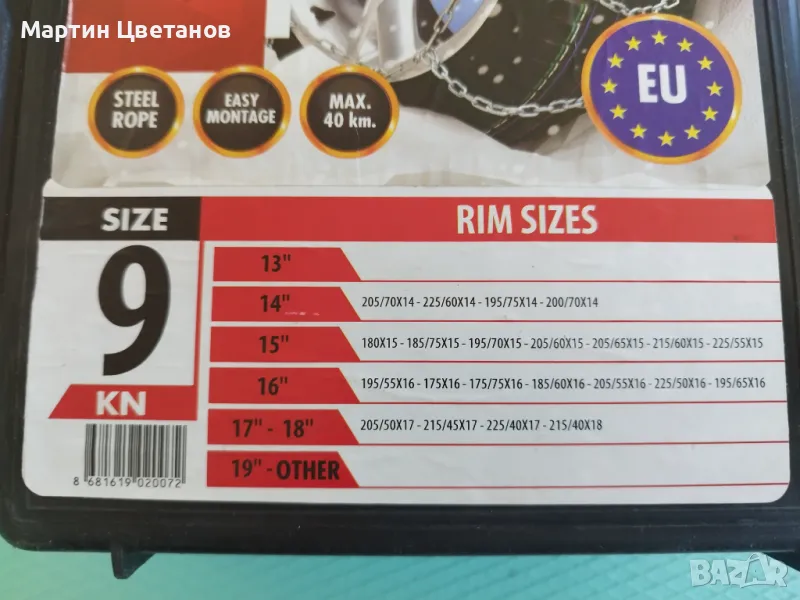 Мартин Цветанов
STEEL
ROPE
EASY
MONTAGE
MAX.
40 km.
EU
SIZE
RIM SIZES
9
KN
13"
14" 205/70X14 - 225/60X14 - 195/75X14 - 200/70X14
15" 180X15 - 185/75X15 - 195/70X15 - 205/60X15 - 205/65X15 - 215/60X15 - 225/55X15
16" 195/55X16 - 175X16 - 175/75X16 - 185/60X16 - 205/55X16 - 225/50X16 - 195/65X16
17" - 18" 205/50X17 - 215/45X17 - 225/40X17 - 215/40X18
19" - OTHER
8 681619 020072
BAZAR